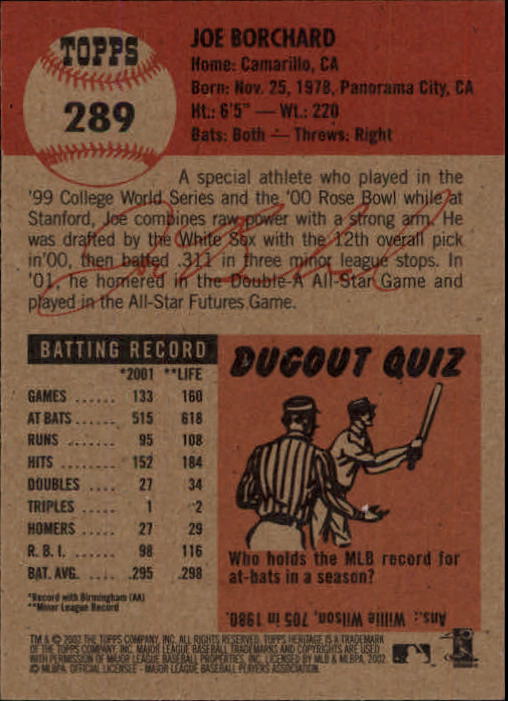 TOPPS
289
JOE BORCHARD
Home: Camarillo, CA
Born: Nov. 25, 1978, Panorama City, CA
Ht.: 6'5" — Wt.: 220
Bats: Both — Throws: Right
A special athlete who played in the
'99 College World Series and the '00 Rose Bowl while at
Stanford, Joe combines raw power with a strong arm. He
was drafted by the White Sox with the 12th overall pick
in'00, then batted .311 in three minor league stops. In
'01, he homered in the Double-A All-Star Game and
played in the All-Star Futures Game.
BATTING RECORD
*2001 **LIFE
GAMES ...... 133 160
AT BATS ...... 515 618
RUNS ....... 95 108
HITS ........ 152 184
DOUBLES .... 27 34
TRIPLES ..... 1 2
HOMERS ..... 27 29
R. B. I. ...... 98 116
BAT. AVG. .... .295 .298
*Record with Birmingham (AA)
**Minor League Record
DUGOUT QUIZ
Who holds the MLB record for
at-bats in a season?
Ans.: Willie Wilson, 705 in 1980.
TM & © 2002 THE TOPPS COMPANY, INC. ALL RIGHTS RESERVED. TOPPS HERITAGE IS A TRADEMARK
OF THE TOPPS COMPANY, INC. MAJOR LEAGUE BASEBALL TRADEMARKS AND COPYRIGHTS ARE USED
WITH PERMISSION OF MAJOR LEAGUE BASEBALL PROPERTIES, INC. LICENSED BY MLB & MLBPA, 2002.
© MLBPA. OFFICIAL LICENSEE - MAJOR LEAGUE BASEBALL PLAYERS ASSOCIATION.